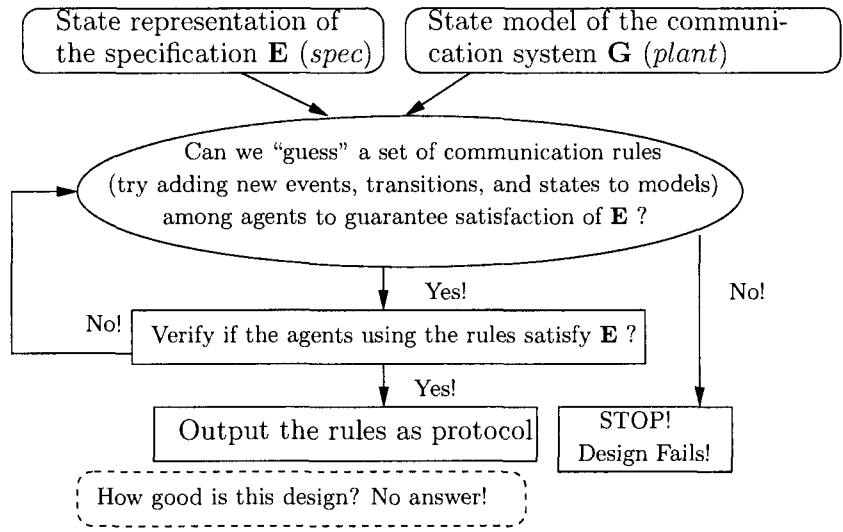 State representation of
the specification E (spec)
State model of the communi-
cation system G (plant)
Can we “guess” a set of communication rules
(try adding new events, transitions, and states to models)
among agents to guarantee satisfaction of E ?
Yes!
No!
No!
Verify if the agents using the rules satisfy E ?
Yes!
Output the rules as protocol
STOP!
Design Fails!
How good is this design? No answer!